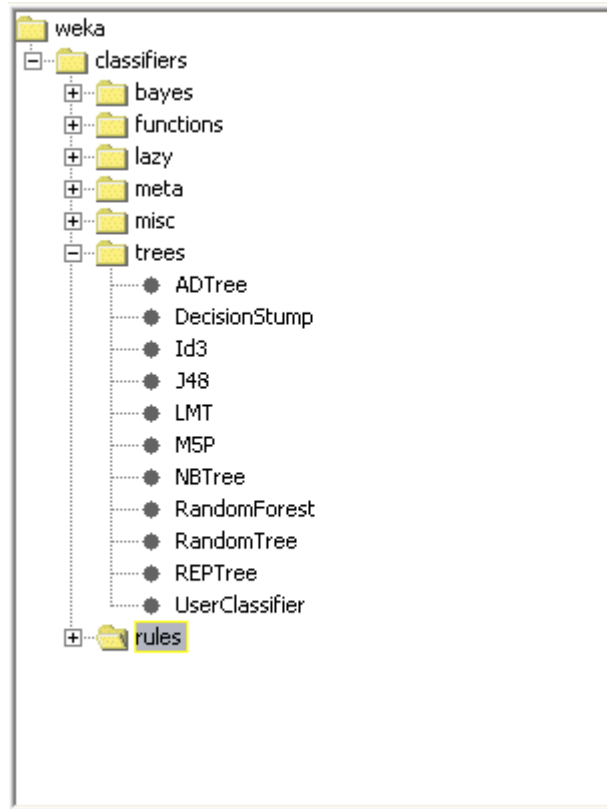 weka
classifiers
bayes
functions
lazy
meta
misc
trees
ADTree
DecisionStump
Id3
J48
LMT
M5P
NBTree
RandomForest
RandomTree
REPTree
UserClassifier
rules